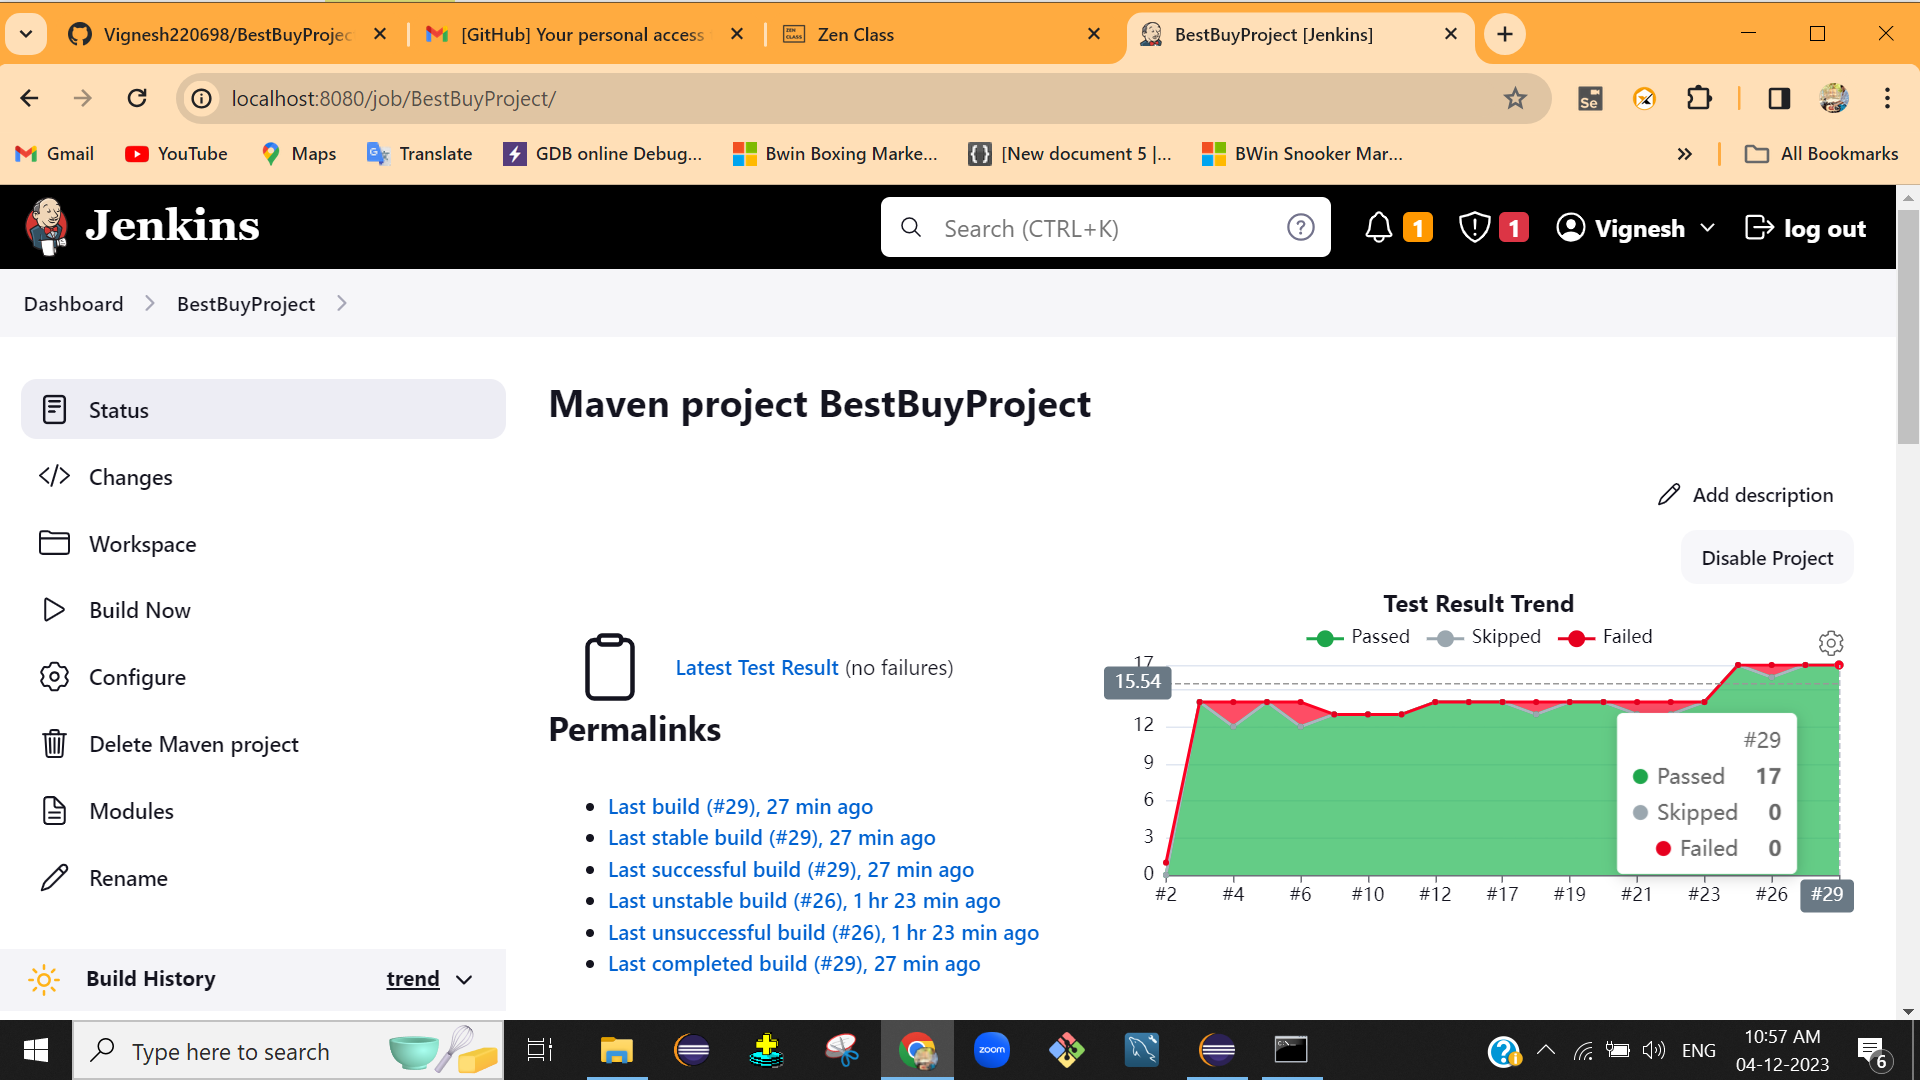 Vignesh220698/BestBuyProjec
[GitHub] Your personal access
ZEN CLASS
Zen Class
BestBuyProject [Jenkins]
localhost:8080/job/BestBuyProject/
Se
Gmail
YouTube
Maps
Translate
GDB online Debug...
Bwin Boxing Marke...
[New document 5 |...
BWin Snooker Mar...
All Bookmarks
Jenkins
Search (CTRL+K)
1
1
Vignesh
log out
Dashboard
BestBuyProject
Status
Changes
Workspace
Build Now
Configure
Delete Maven project
Modules
Rename
Build History
trend
Maven project BestBuyProject
Add description
Disable Project
Latest Test Result (no failures)
Permalinks
Last build (#29), 27 min ago
Last stable build (#29), 27 min ago
Last successful build (#29), 27 min ago
Last unstable build (#26), 1 hr 23 min ago
Last unsuccessful build (#26), 1 hr 23 min ago
Last completed build (#29), 27 min ago
Test Result Trend
Passed Skipped Failed
17
15.54
12
9
6
3
0
#2 #4 #6 #10 #12 #17 #19 #21 #23 #26 #29
#29
Passed 17
Skipped 0
Failed 0
Type here to search
zoom
ENG
10:57 AM
04-12-2023
6